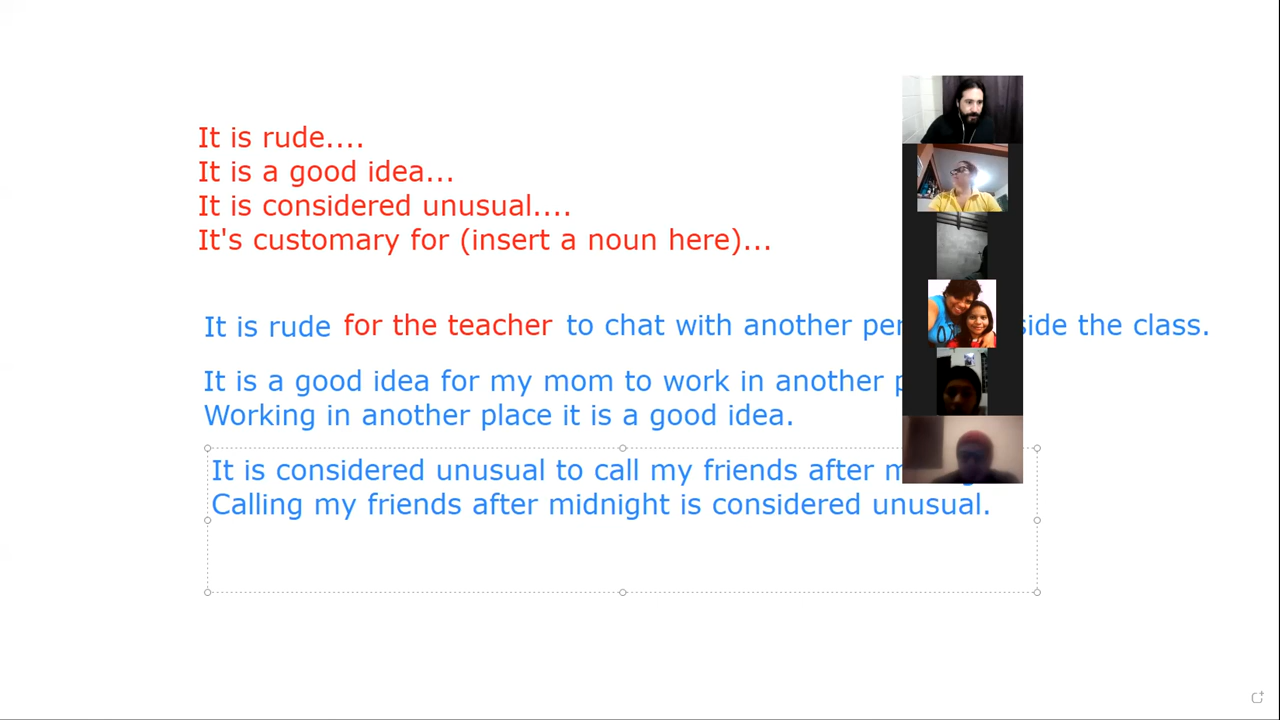 It is rude....
It is a good idea...
It is considered unusual....
It's customary for (insert a noun here)...
It is rude for the teacher to chat with another the class.
It is a good idea for my mom to work in another
Working in another place it is a good idea.
It is considered unusual to call my friends after
Calling my friends after midnight is considered unusual.